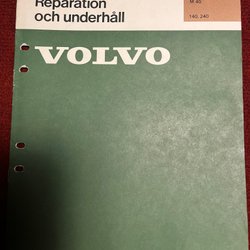 Reparation
och underhåll
M 40
140, 240
VOLVO